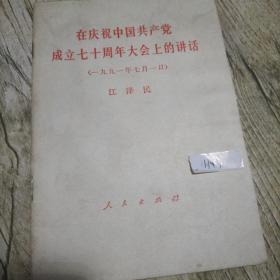 在庆祝中国共产党
成立七十周年大会上的讲话
(一九九一年七月一日)
江泽民
人民出版社